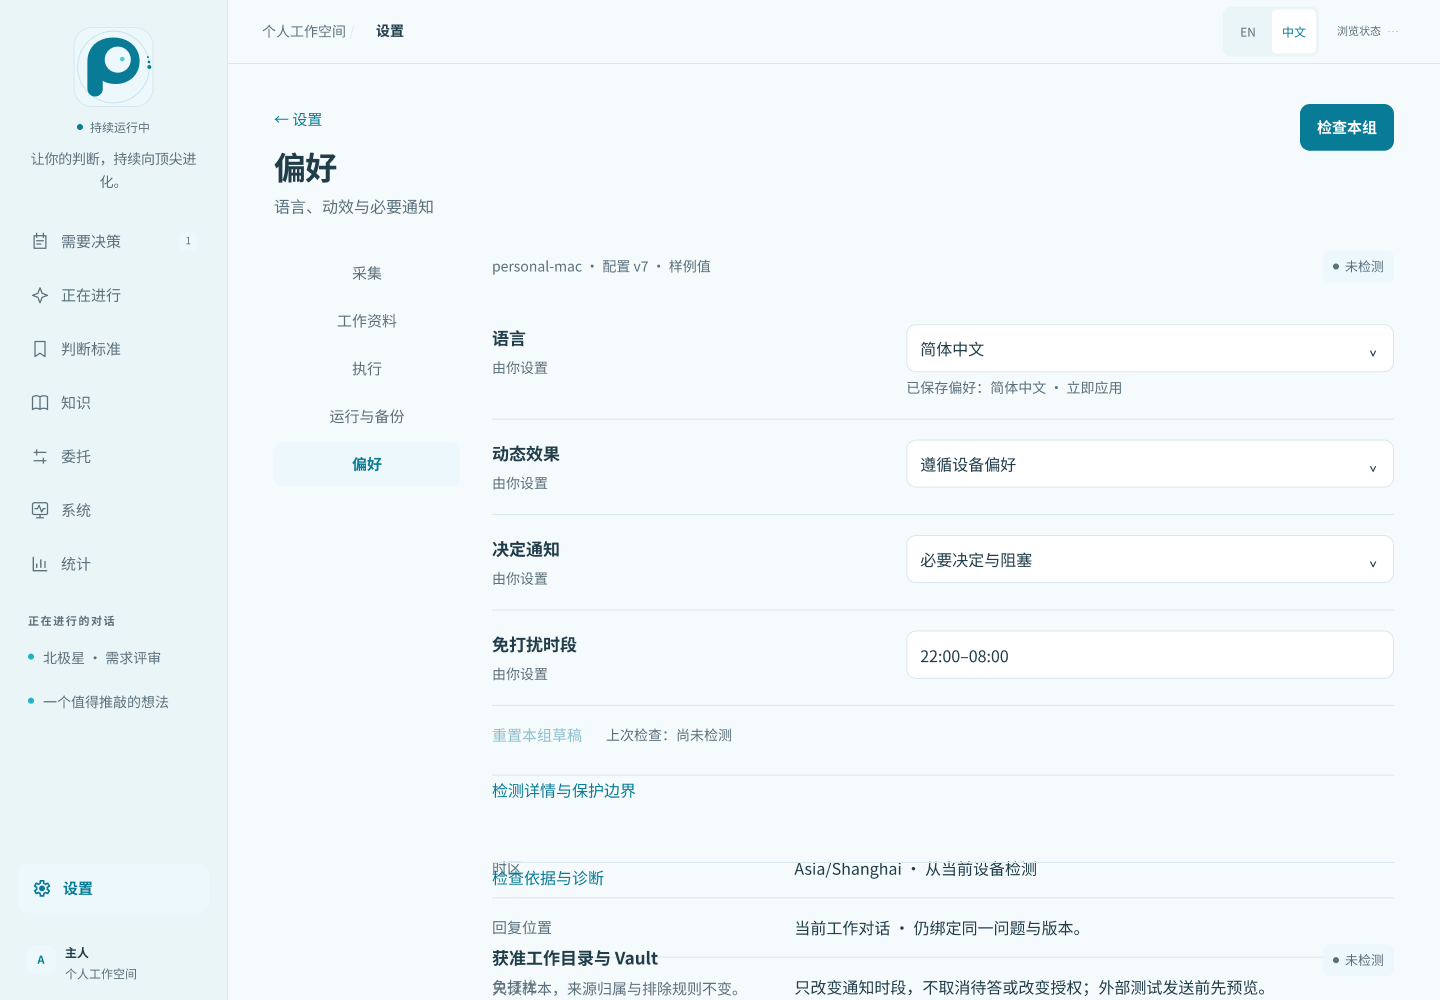 持续运行中
让你的判断，持续向顶尖进
化。
需要决策 1
正在进行
判断标准
知识
委托
系统
统计
正在进行的对话
北极星 · 需求评审
一个值得推敲的想法
设置
A 主人
个人工作空间
个人工作空间 / 设置
EN 中文 浏览状态 ···
← 设置
检查本组
偏好
语言、动效与必要通知
采集
工作资料
执行
运行与备份
偏好
personal-mac · 配置 v7 · 样例值
未检测
语言
由你设置
简体中文
已保存偏好：简体中文 · 立即应用
动态效果
由你设置
遵循设备偏好
决定通知
由你设置
必要决定与阻塞
免打扰时段
由你设置
22:00–08:00
重置本组草稿 上次检查：尚未检测
检测详情与保护边界
时区 Asia/Shanghai · 从当前设备检测
检查依据与诊断
回复位置 当前工作对话 · 仍绑定同一问题与版本。
获准工作目录与 Vault
未检测
样本，来源归属与排除规则不变。
只改变通知时段，不取消待答或改变授权；外部测试发送前先预览。